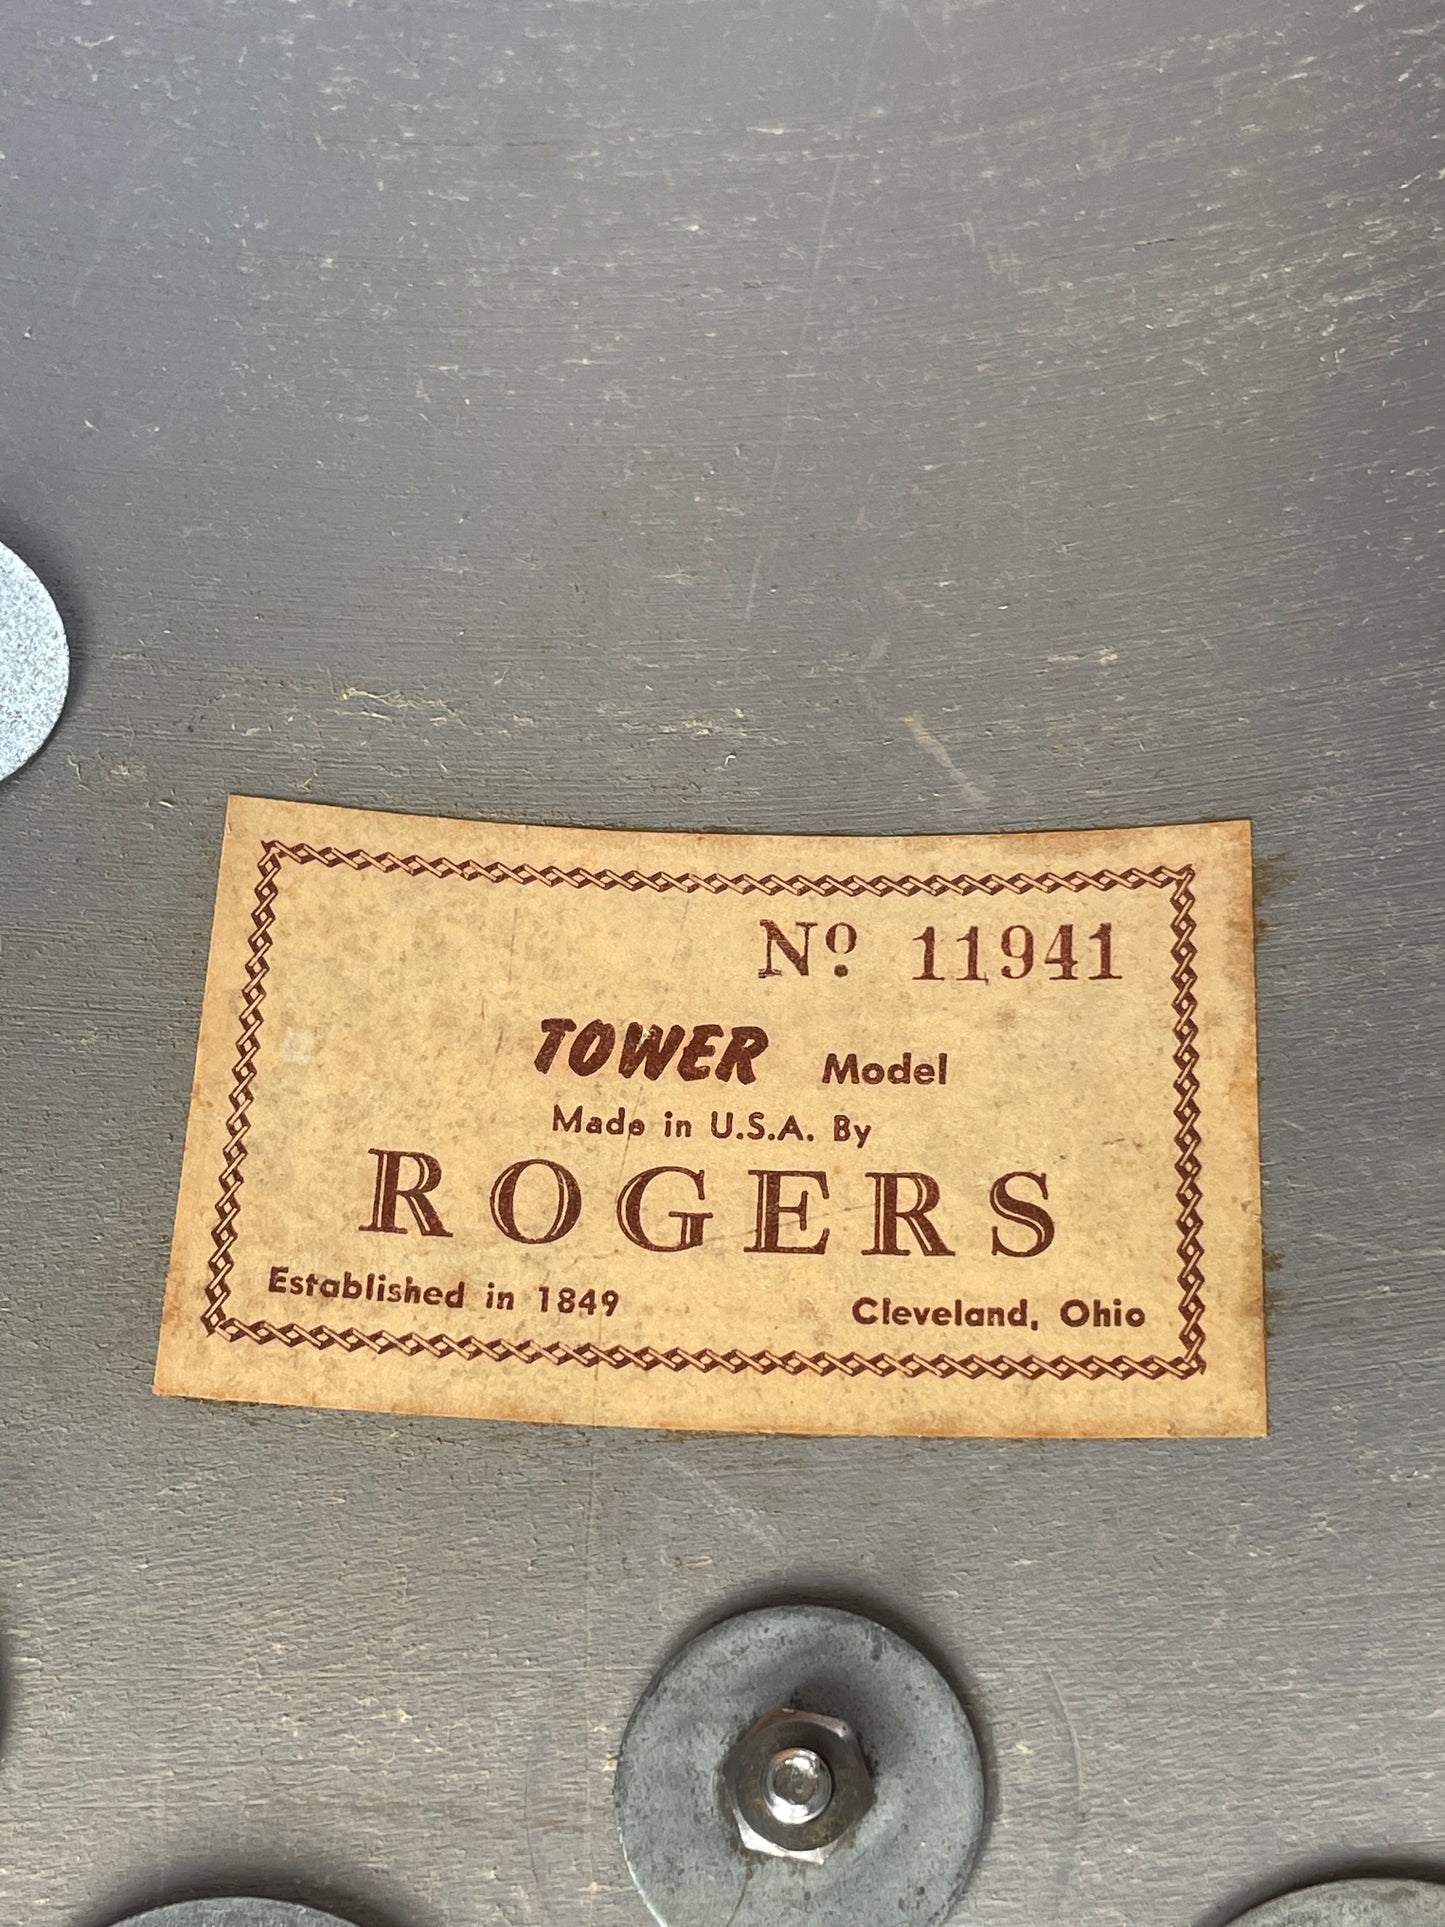 Nº 11941
TOWER Model
Made in U.S.A. By
ROGERS
Established in 1849 Cleveland, Ohio